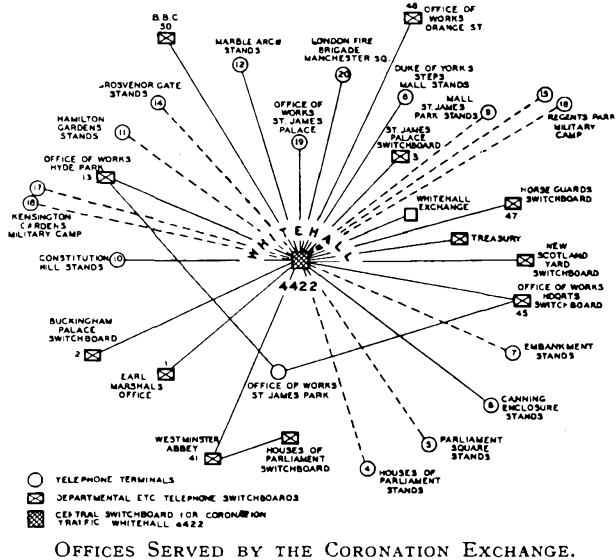 B.B.C
50
48
OFFICE OF
WORKS
ORANGE ST.
MARBLE ARCH
STANDS
12
LONDON FIRE
BRIGADE
MANCHESTER SQ.
20
DUKE OF YORKS
STEPS
MALL STANDS
6
MALL
ST. JAMES
PARK STANDS
9
15
18
REGENTS PARK
MILITARY
CAMP
GROSVENOR GATE
STANDS
14
HAMILTON
GARDENS
STANDS
11
OFFICE OF
WORKS
ST. JAMES
PALACE
19
ST. JAMES
PALACE
SWITCHBOARD
3
OFFICE OF WORKS
HYDE PARK
13
17
16
KENSINGTON
GARDENS
MILITARY CAMP
WHITEHALL
EXCHANGE
HORSE GUARDS
SWITCHBOARD
47
WHITEHALL
4422
TREASURY
NEW
SCOTLAND
YARD
SWITCHBOARD
CONSTITUTION
HILL STANDS
10
OFFICE OF WORKS
HDQRTS
SWITCHBOARD
45
BUCKINGHAM
PALACE
SWITCHBOARD
2
EARL
MARSHALS
OFFICE
OFFICE OF WORKS
ST JAMES PARK
7
EMBANKMENT
STANDS
CANNING
ENCLOSURE
STANDS
WESTMINSTER
ABBEY
41
HOUSES OF
PARLIAMENT
SWITCHBOARD
5
PARLIAMENT
SQUARE
STANDS
4
HOUSES OF
PARLIAMENT
STANDS
TELEPHONE TERMINALS
DEPARTMENTAL ETC TELEPHONE SWITCHBOARDS
CENTRAL SWITCHBOARD FOR CORONATION
TRAFFIC WHITEHALL 4422
OFFICES SERVED BY THE CORONATION EXCHANGE.